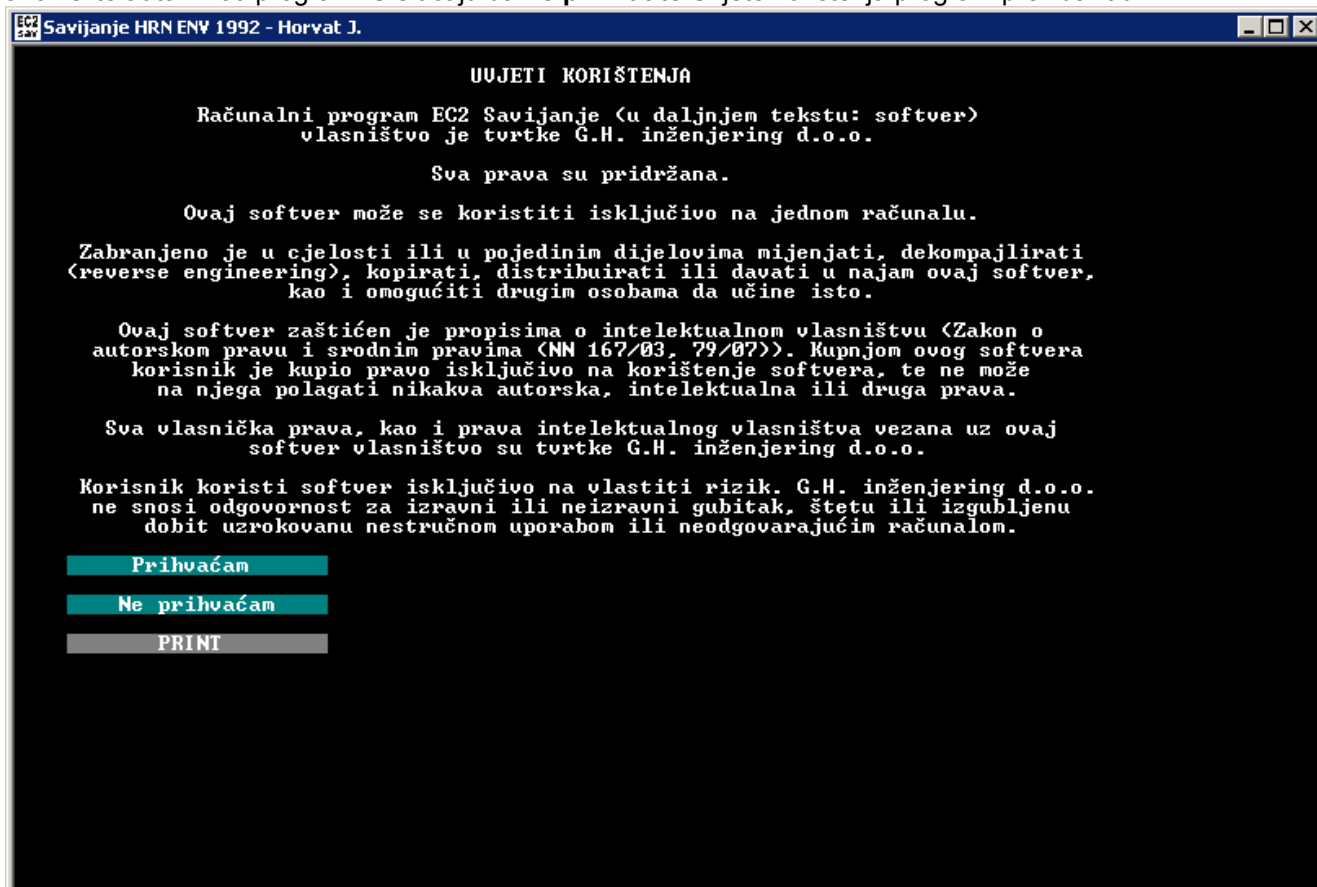 EC2
sav
Savijanje HRN ENV 1992 - Horvat J.
UVJETI KORIŠTENJA
Računalni program EC2 Savijanje (u daljnjem tekstu: softver)
vlasništvo je tvrtke G.H. inženjering d.o.o.
Sva prava su pridržana.
Ovaj softver može se koristiti isključivo na jednom računalu.
Zabranjeno je u cjelosti ili u pojedinim dijelovima mijenjati, dekompajlirati
(reverse engineering), kopirati, distribuirati ili davati u najam ovaj softver,
kao i omogućiti drugim osobama da učine isto.
Ovaj softver zaštićen je propisima o intelektualnom vlasništvu (Zakon o
autorskom pravu i srodnim pravima (NN 167/03, 79/07)). Kupnjom ovog softvera
korisnik je kupio pravo isključivo na korištenje softvera, te ne može
na njega polagati nikakva autorska, intelektualna ili druga prava.
Sva vlasnička prava, kao i prava intelektualnog vlasništva vezana uz ovaj
softver vlasništvo su tvrtke G.H. inženjering d.o.o.
Korisnik koristi softver isključivo na vlastiti rizik. G.H. inženjering d.o.o.
ne snosi odgovornost za izravni ili neizravni gubitak, štetu ili izgubljenu
dobit uzrokovanu nestručnom uporabom ili neodgovarajućim računalom.
Prihvaćam
Ne prihvaćam
PRINT